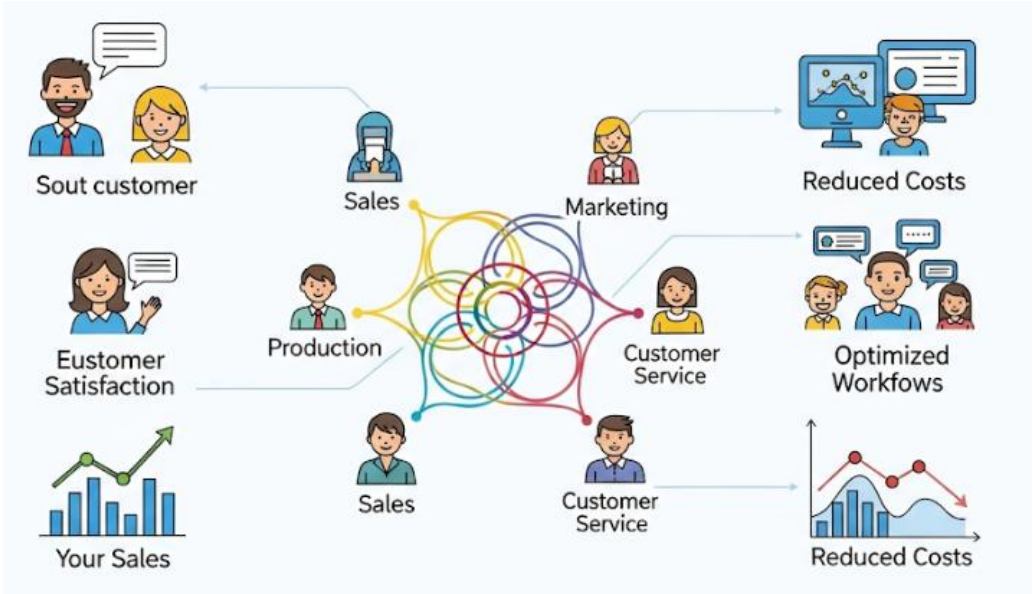 Sout customer
Sales
Marketing
Reduced Costs
Eustomer
Satisfaction
Production
Customer
Service
Optimized
Workfows
Your Sales
Sales
Customer
Service
Reduced Costs